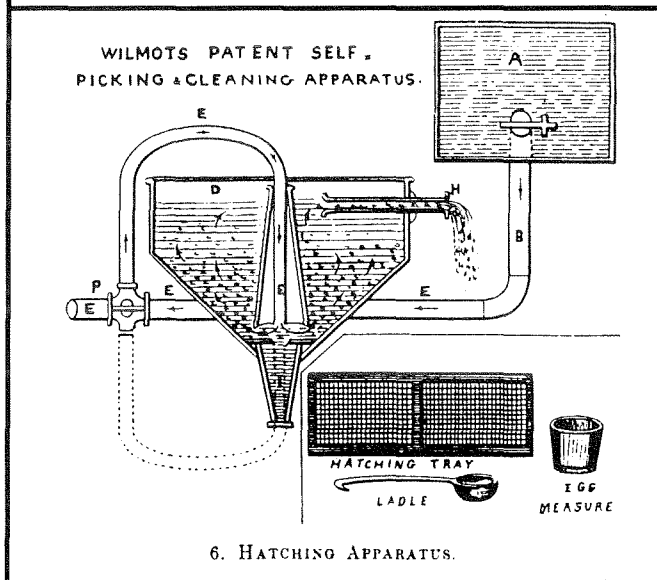 WILMOTS PATENT SELF.
PICKING & CLEANING APPARATUS.
A
E
D
H
B
P
E
E
E
E
HATCHING TRAY
LADLE
EGG
MEASURE
6. HATCHING APPARATUS.